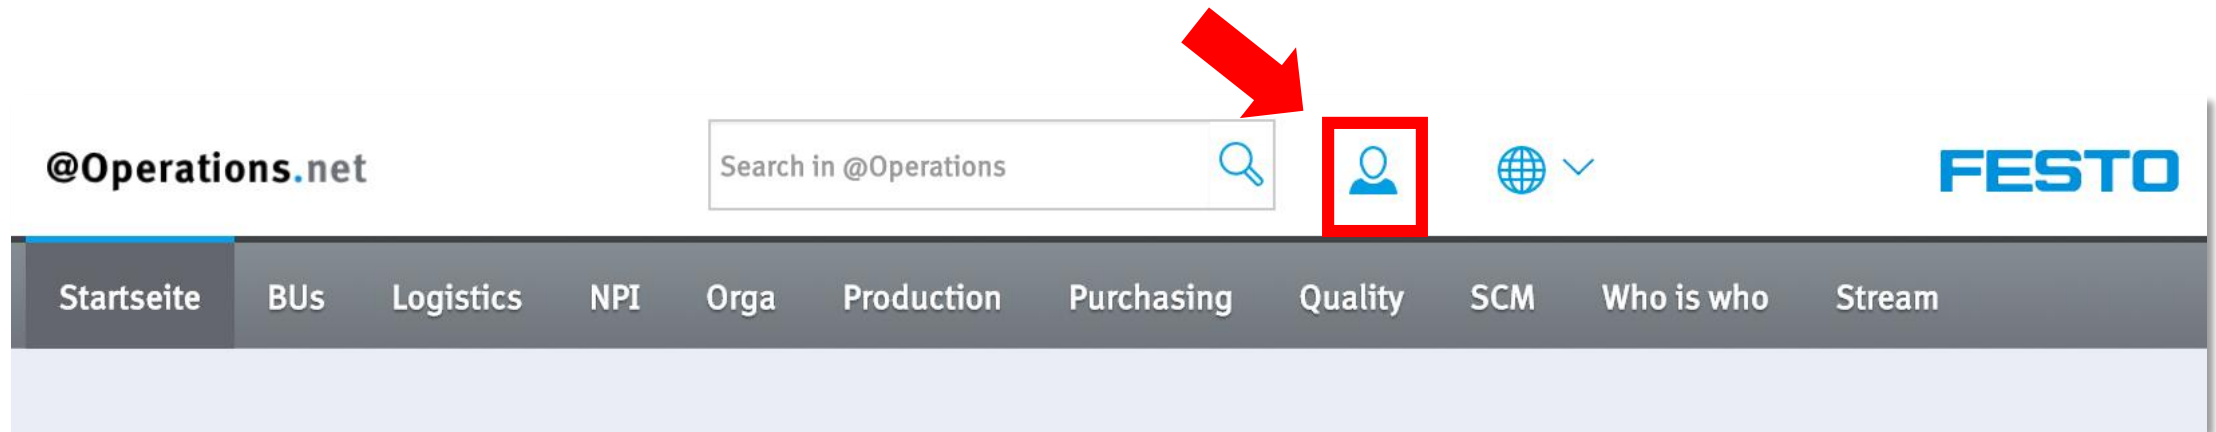 @Operations.net
Search in @Operations
FESTO
Startseite BUs Logistics NPI Orga Production Purchasing Quality SCM Who is who Stream